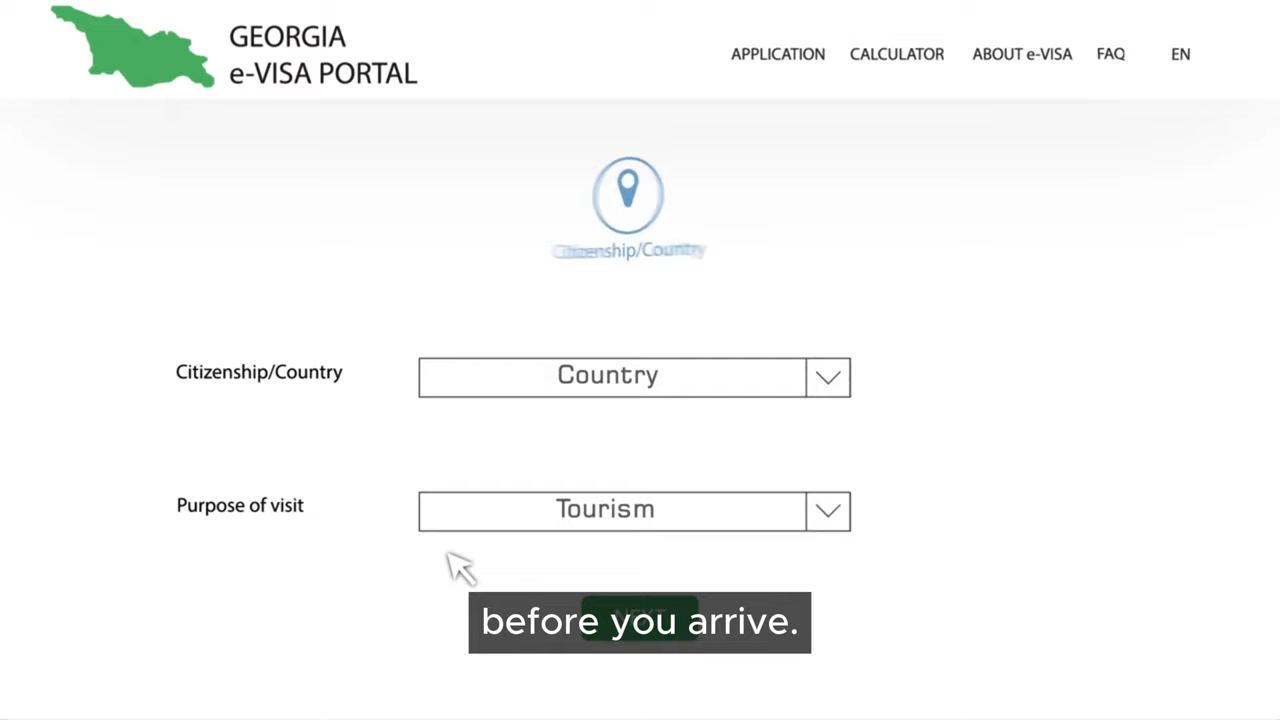 GEORGIA
e-VISA PORTAL
APPLICATION CALCULATOR ABOUT e-VISA FAQ EN
Citizenship/Country
Citizenship/Country
Country
Purpose of visit
Tourism
before you arrive.